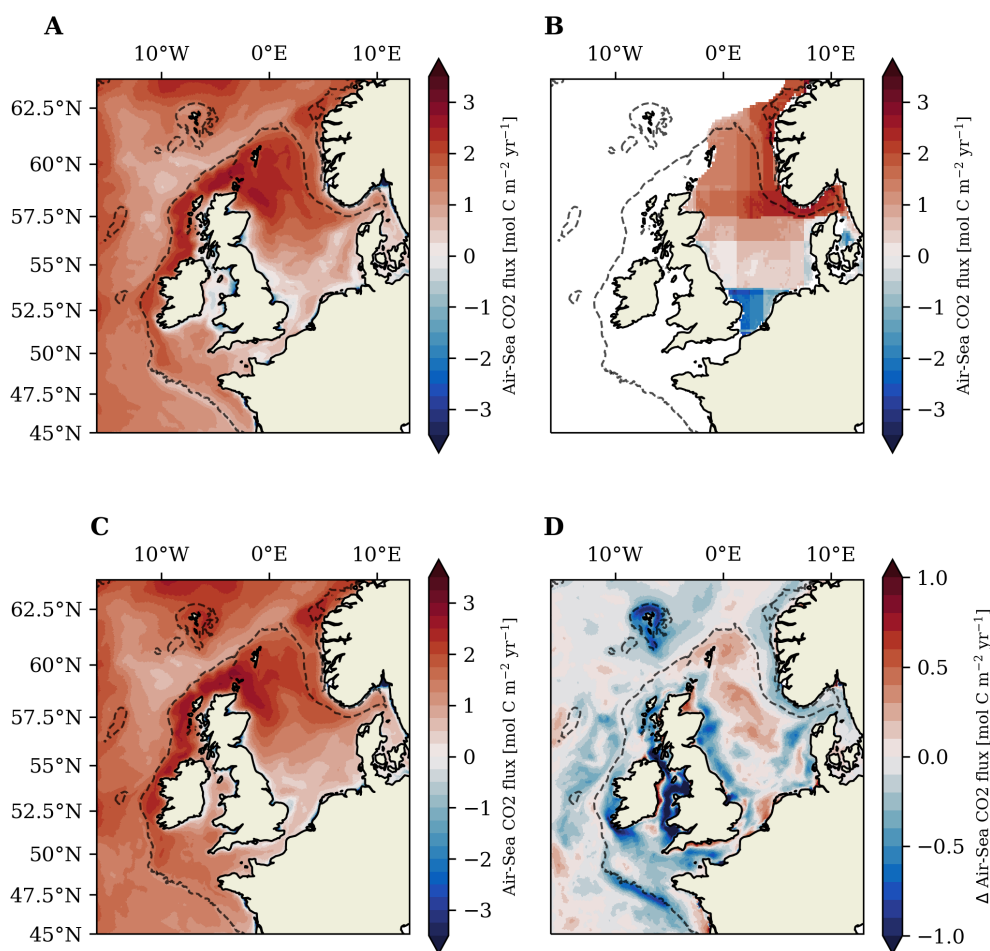 A
B
10°W 0°E 10°E
10°W 0°E 10°E
62.5°N
60°N
57.5°N
55°N
52.5°N
50°N
47.5°N
45°N
3
2
1
0
−1
−2
−3
Air-Sea CO2 flux [mol C m⁻² yr⁻¹]
3
2
1
0
−1
−2
−3
Air-Sea CO2 flux [mol C m⁻² yr⁻¹]
C
D
10°W 0°E 10°E
10°W 0°E 10°E
62.5°N
60°N
57.5°N
55°N
52.5°N
50°N
47.5°N
45°N
3
2
1
0
−1
−2
−3
Air-Sea CO2 flux [mol C m⁻² yr⁻¹]
1.0
0.5
0.0
−0.5
−1.0
Δ Air-Sea CO2 flux [mol C m⁻² yr⁻¹]